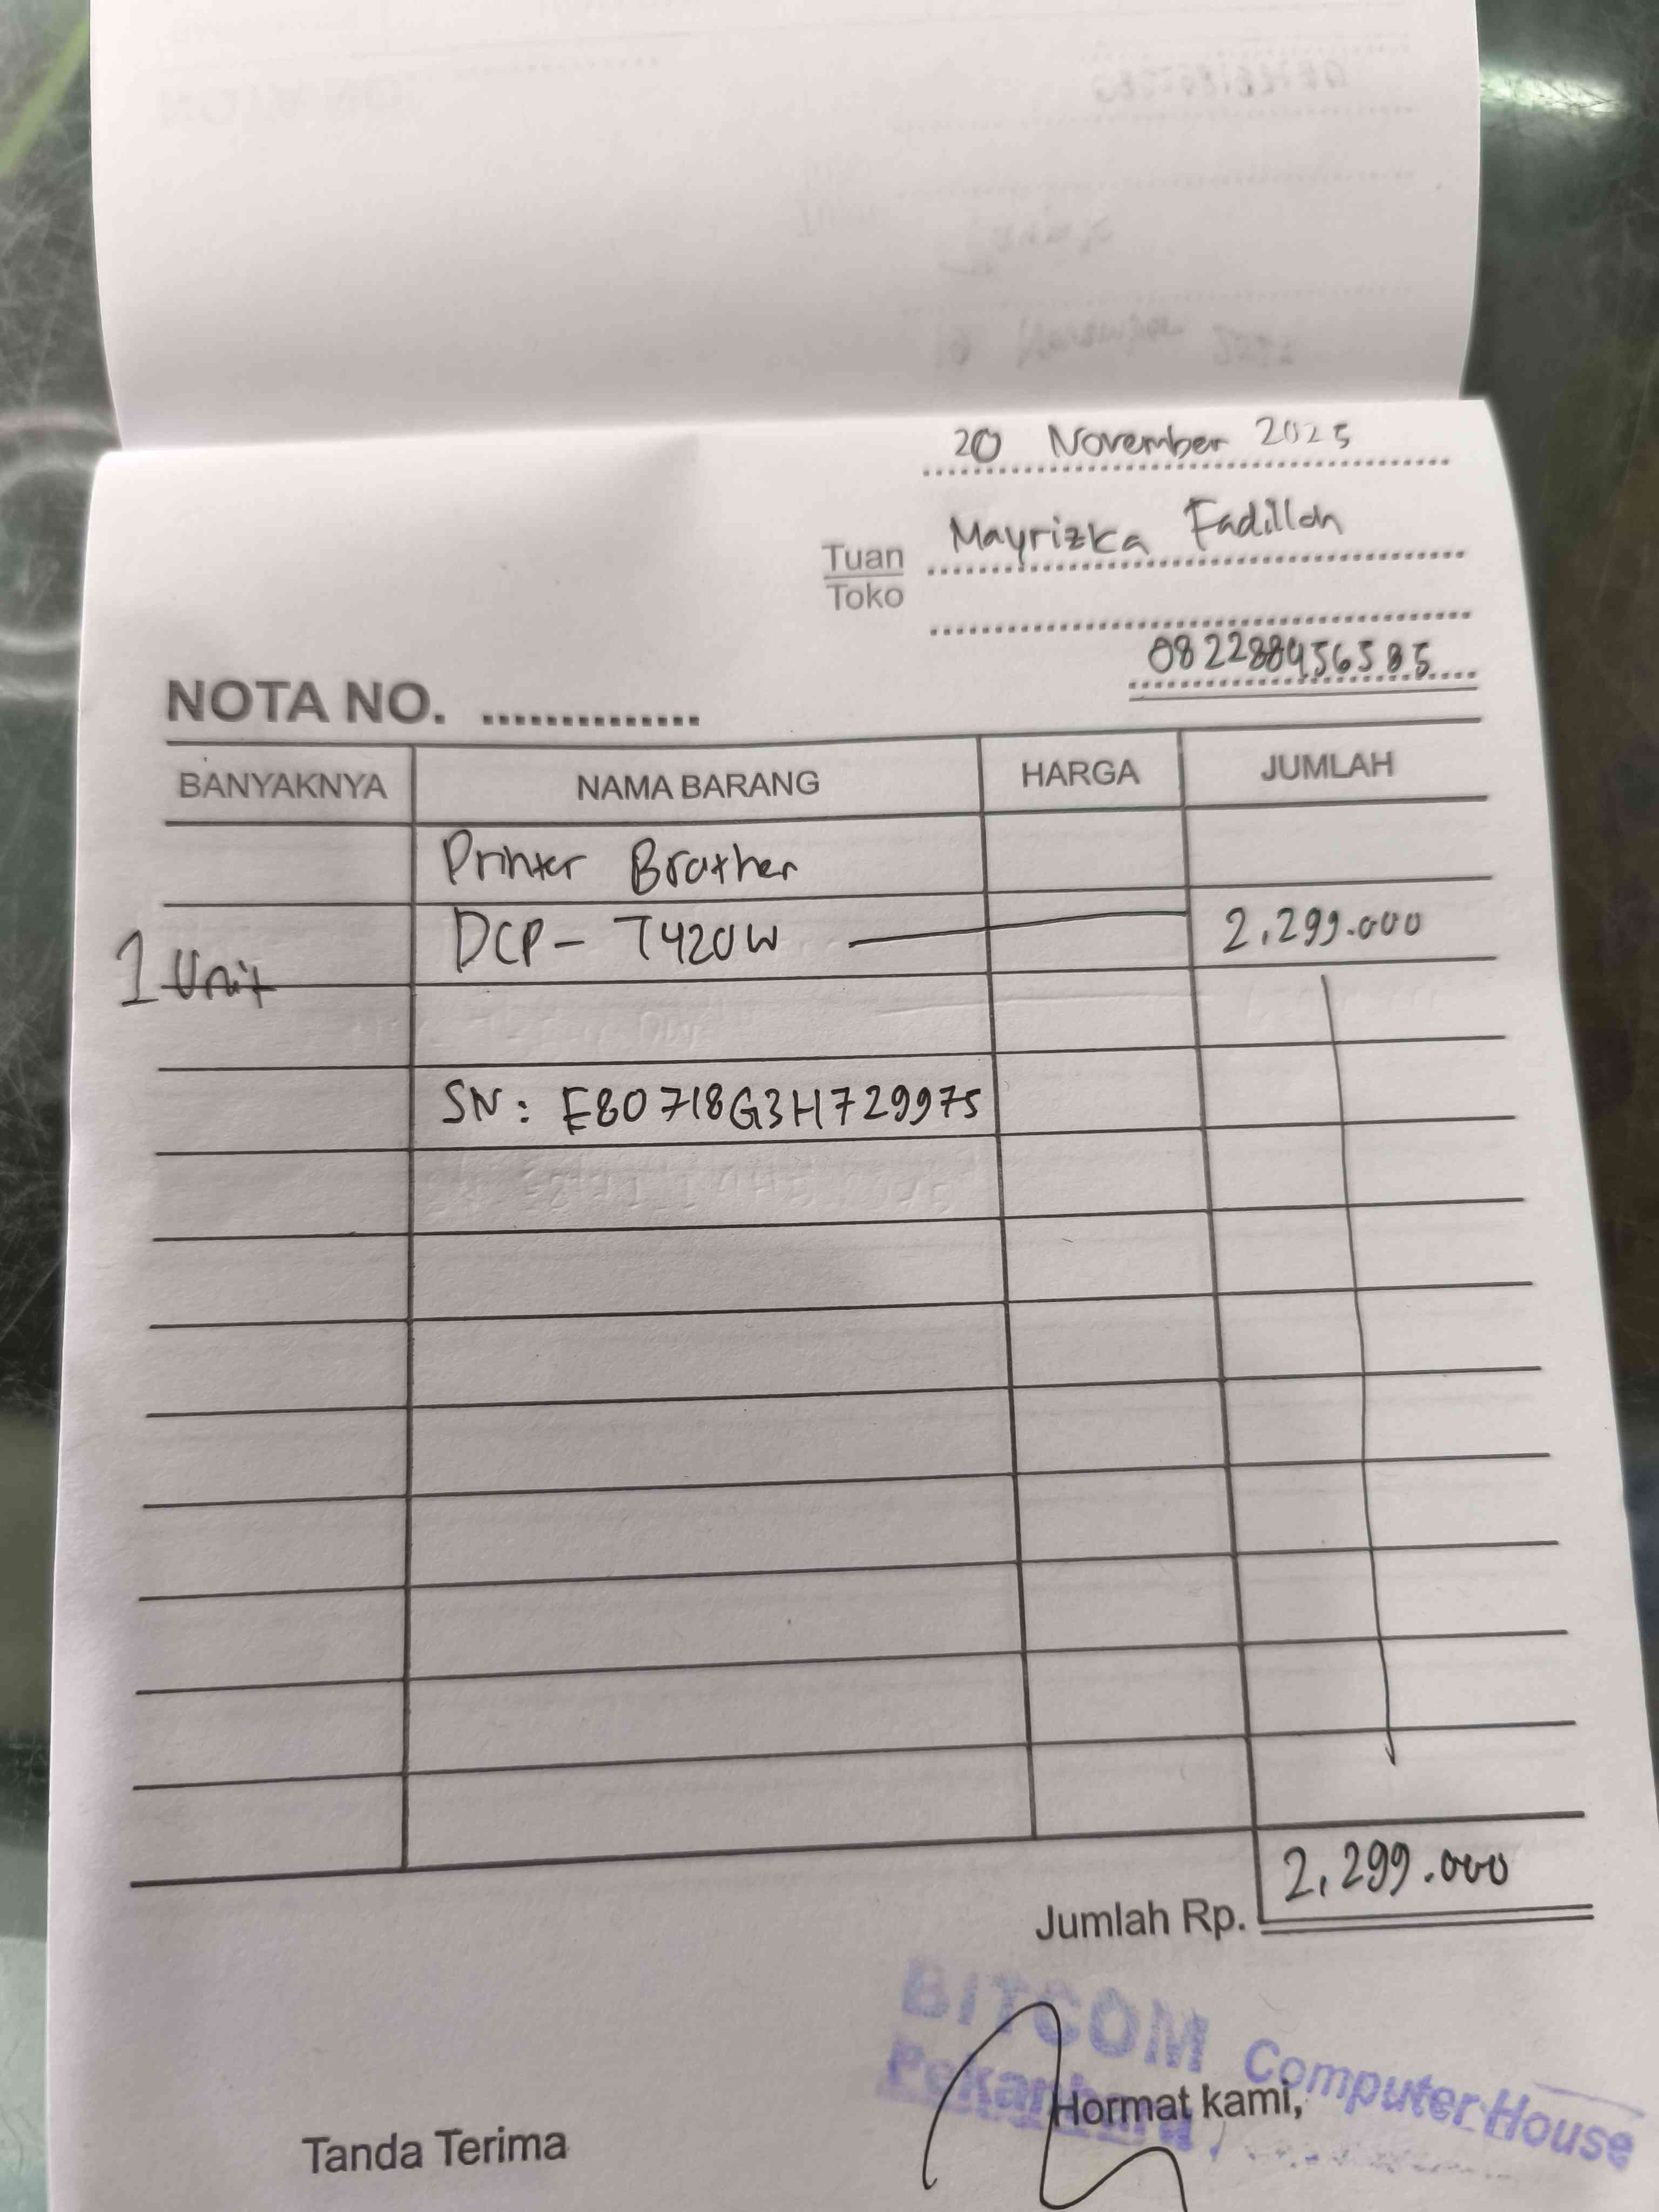 20 November 2025
Tuan Mayrizka Fadillah
Toko
082288956585
NOTA NO. ..............
BANYAKNYA NAMA BARANG HARGA JUMLAH
Printer Brother
1 Unit DCP- T420W 2.299.000
SN: E80718G3H729975
Jumlah Rp. 2.299.000
BITCOM Computer House
Pekanbaru
Hormat kami,
Tanda Terima